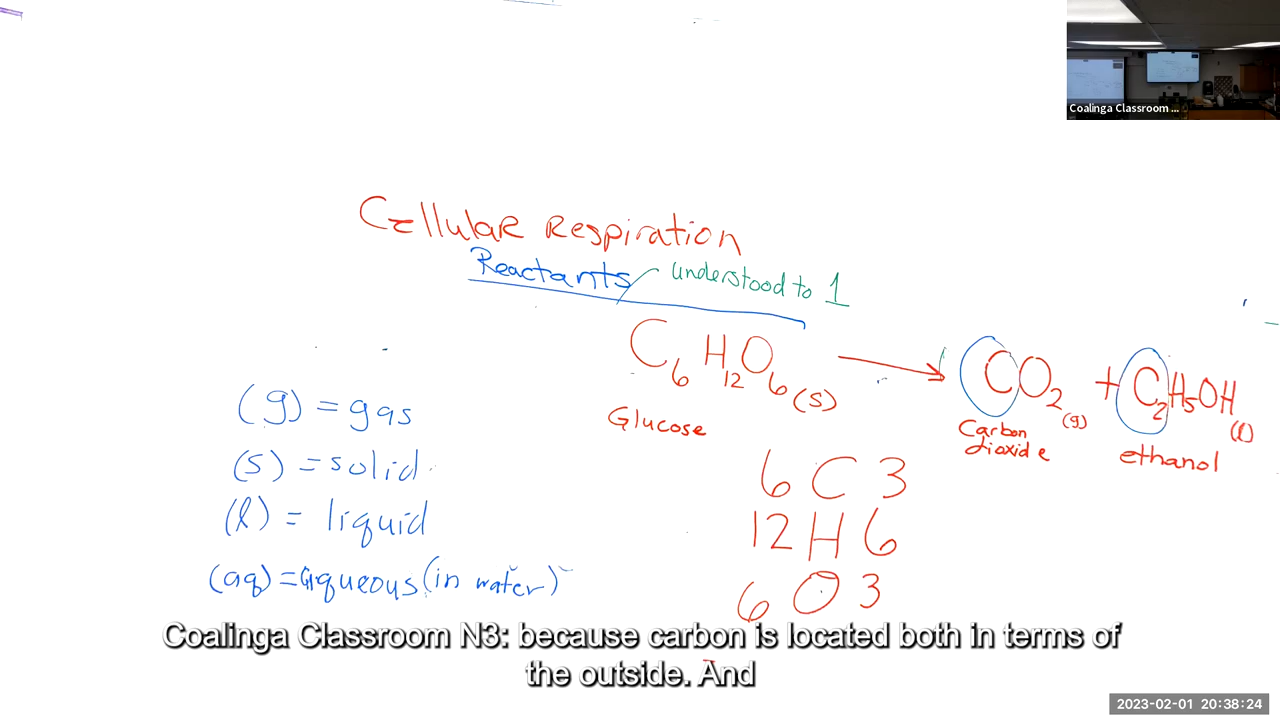 Coalinga Classroom ...
Cellular Respiration
Reactants understood to 1
C6H12O6(s) → CO2(g) + C2H5OH(l)
Glucose
Carbon dioxide
ethanol
(g) = gas
(s) = solid
(l) = liquid
(aq) = aqueous (in water)
6 C 3
12 H 6
6 O 3
Coalinga Classroom N3: because carbon is located both in terms of
the outside. And
2023-02-01 20:38:24